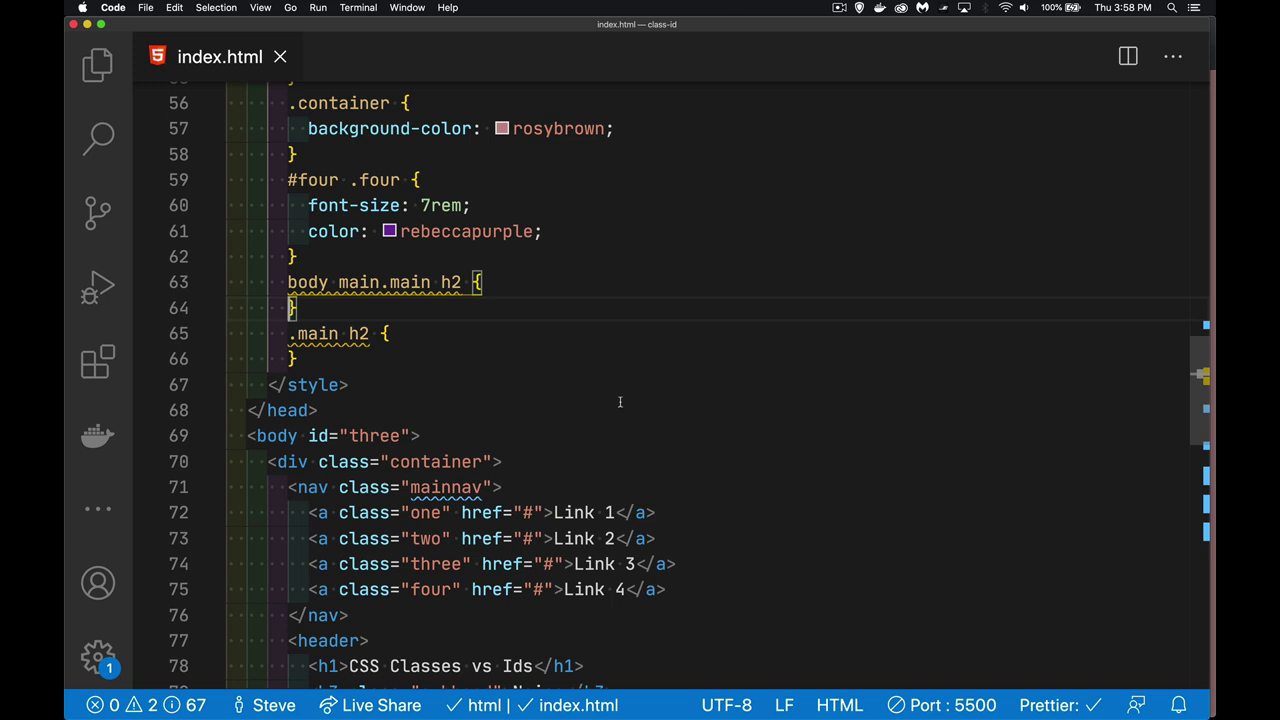 Code File Edit Selection View Go Run Terminal Window Help 100% Thu 3:58 PM
index.html — class-id
index.html
56 .container {
57 background-color: rosybrown;
58 }
59 #four .four {
60 font-size: 7rem;
61 color: rebeccapurple;
62 }
63 body main.main h2 {
64 }
65 .main h2 {
66 }
67 </style>
68 </head>
69 <body id="three">
70 <div class="container">
71 <nav class="mainnav">
72 <a class="one" href="#">Link 1</a>
73 <a class="two" href="#">Link 2</a>
74 <a class="three" href="#">Link 3</a>
75 <a class="four" href="#">Link 4</a>
76 </nav>
77 <header>
78 <h1>CSS Classes vs Ids</h1>
1
0 2 67 Steve Live Share html | index.html UTF-8 LF HTML Port : 5500 Prettier: